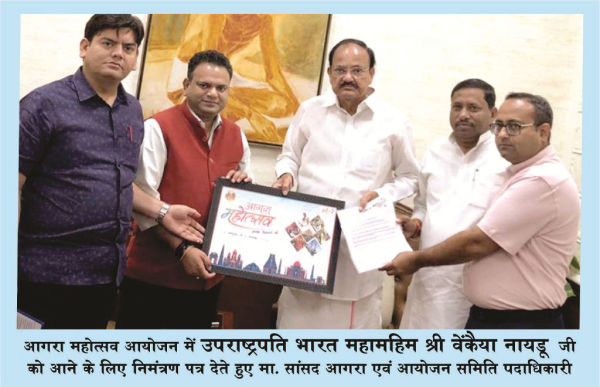 आगरा
महोत्सव
आगरा महोत्सव आयोजन में उपराष्ट्रपति भारत महामहिम श्री वेंकैया नायडू जी
को आने के लिए निमंत्रण पत्र देते हुए मा. सांसद आगरा एवं आयोजन समिति पदाधिकारी